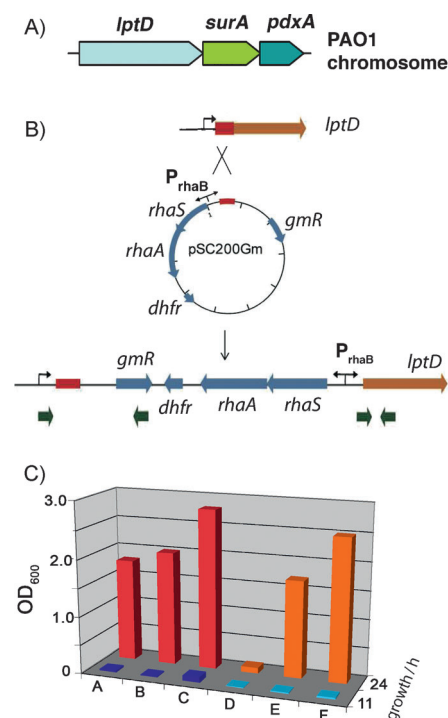 A)
lptD surA pdxA
PAO1
chromosome
B)
lptD
PrhaB
rhaS
gmR
rhaA
pSC200Gm
dhfr
PrhaB
gmR
lptD
dhfr
rhaA
rhaS
C)
3.0
2.0
OD600
1.0
0
A B C D E F
24
11
growth / h